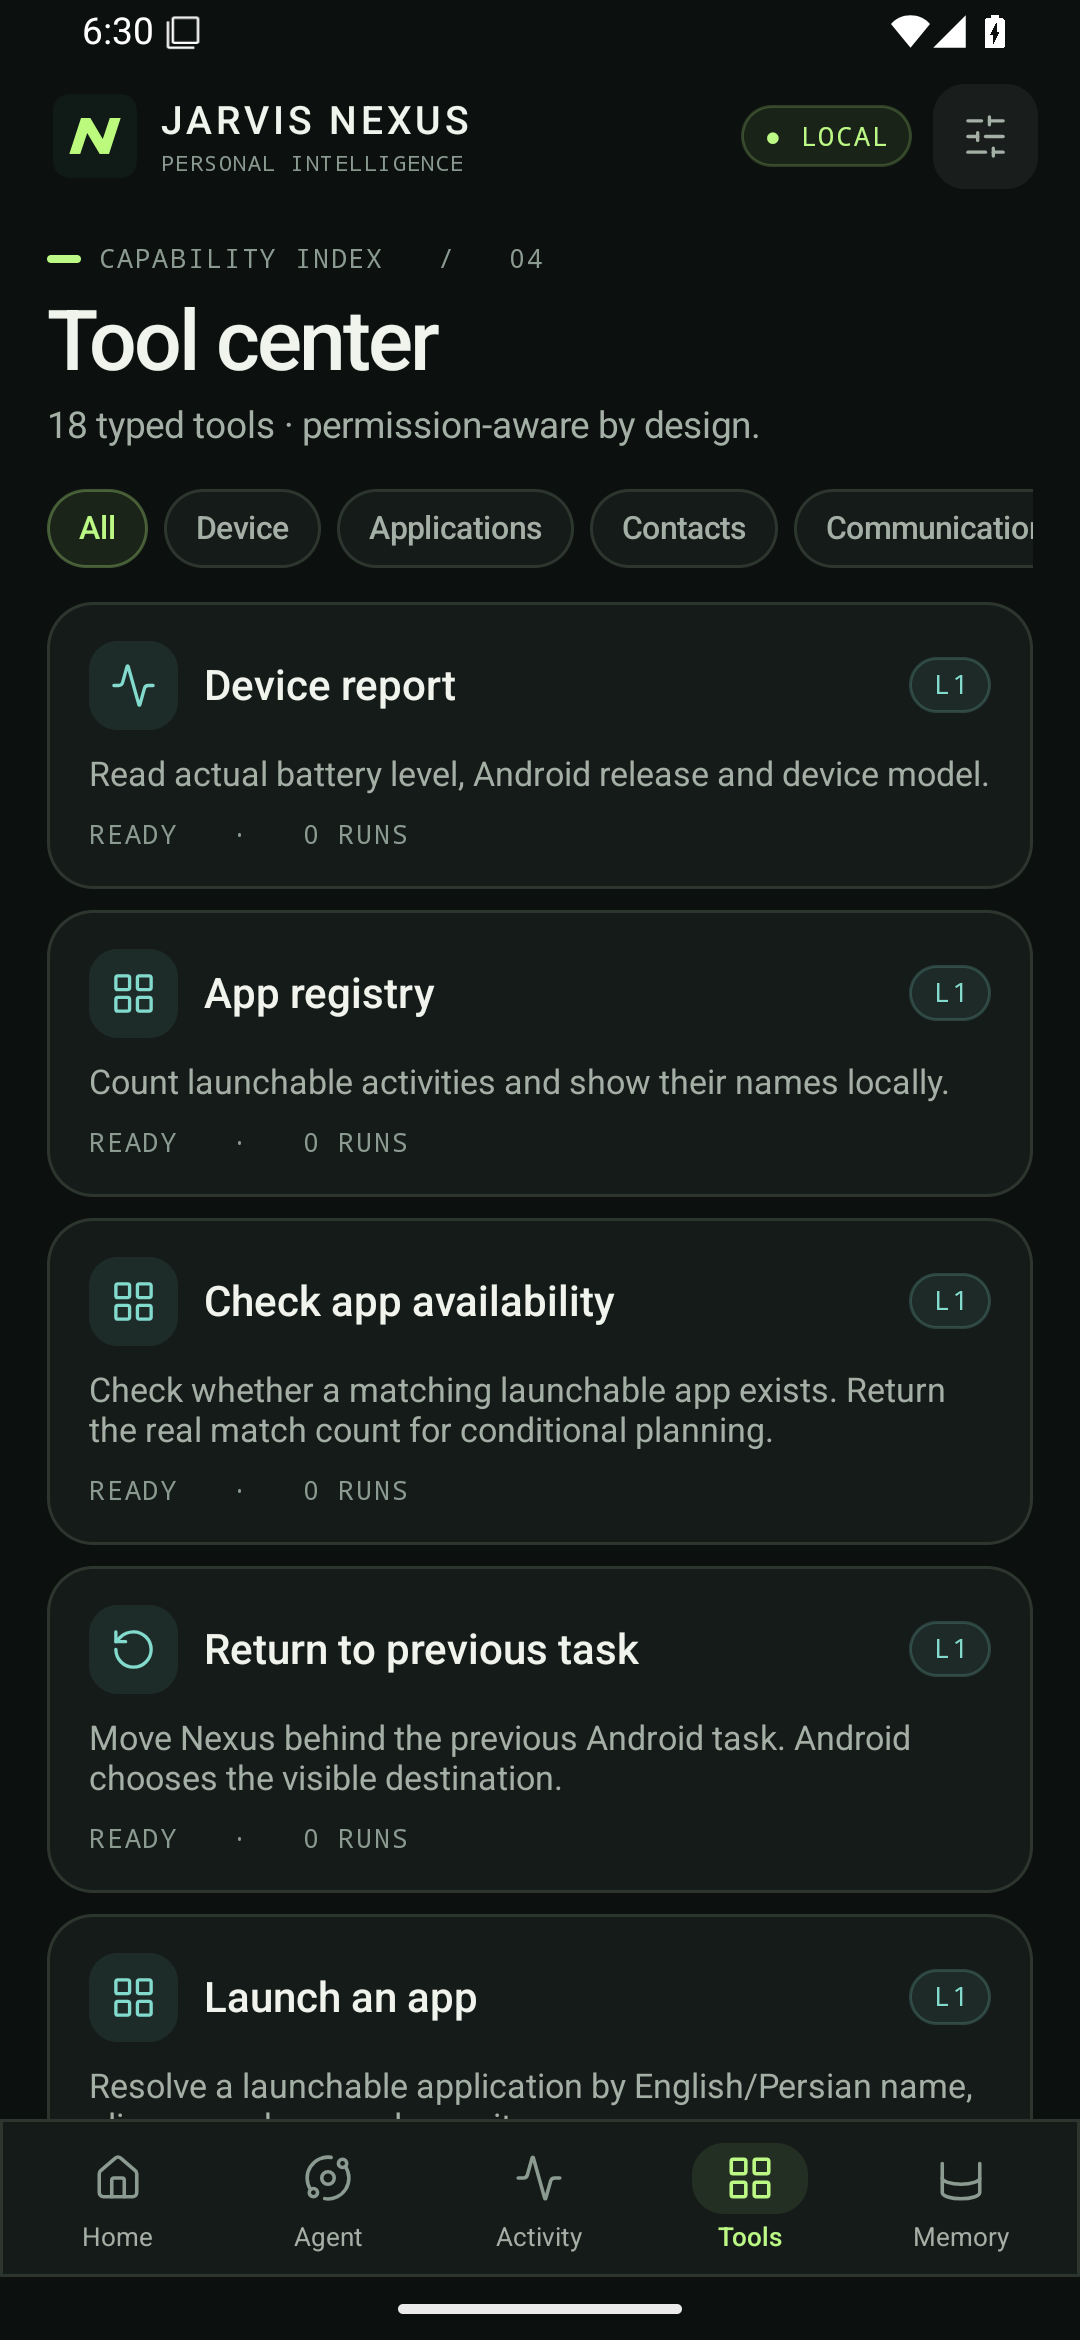 6:30
JARVIS NEXUS
PERSONAL INTELLIGENCE
LOCAL
CAPABILITY INDEX / 04
Tool center
18 typed tools · permission-aware by design.
All
Device
Applications
Contacts
Communication
Device report
L1
Read actual battery level, Android release and device model.
READY · 0 RUNS
App registry
L1
Count launchable activities and show their names locally.
READY · 0 RUNS
Check app availability
L1
Check whether a matching launchable app exists. Return
the real match count for conditional planning.
READY · 0 RUNS
Return to previous task
L1
Move Nexus behind the previous Android task. Android
chooses the visible destination.
READY · 0 RUNS
Launch an app
L1
Resolve a launchable application by English/Persian name,
Home
Agent
Activity
Tools
Memory